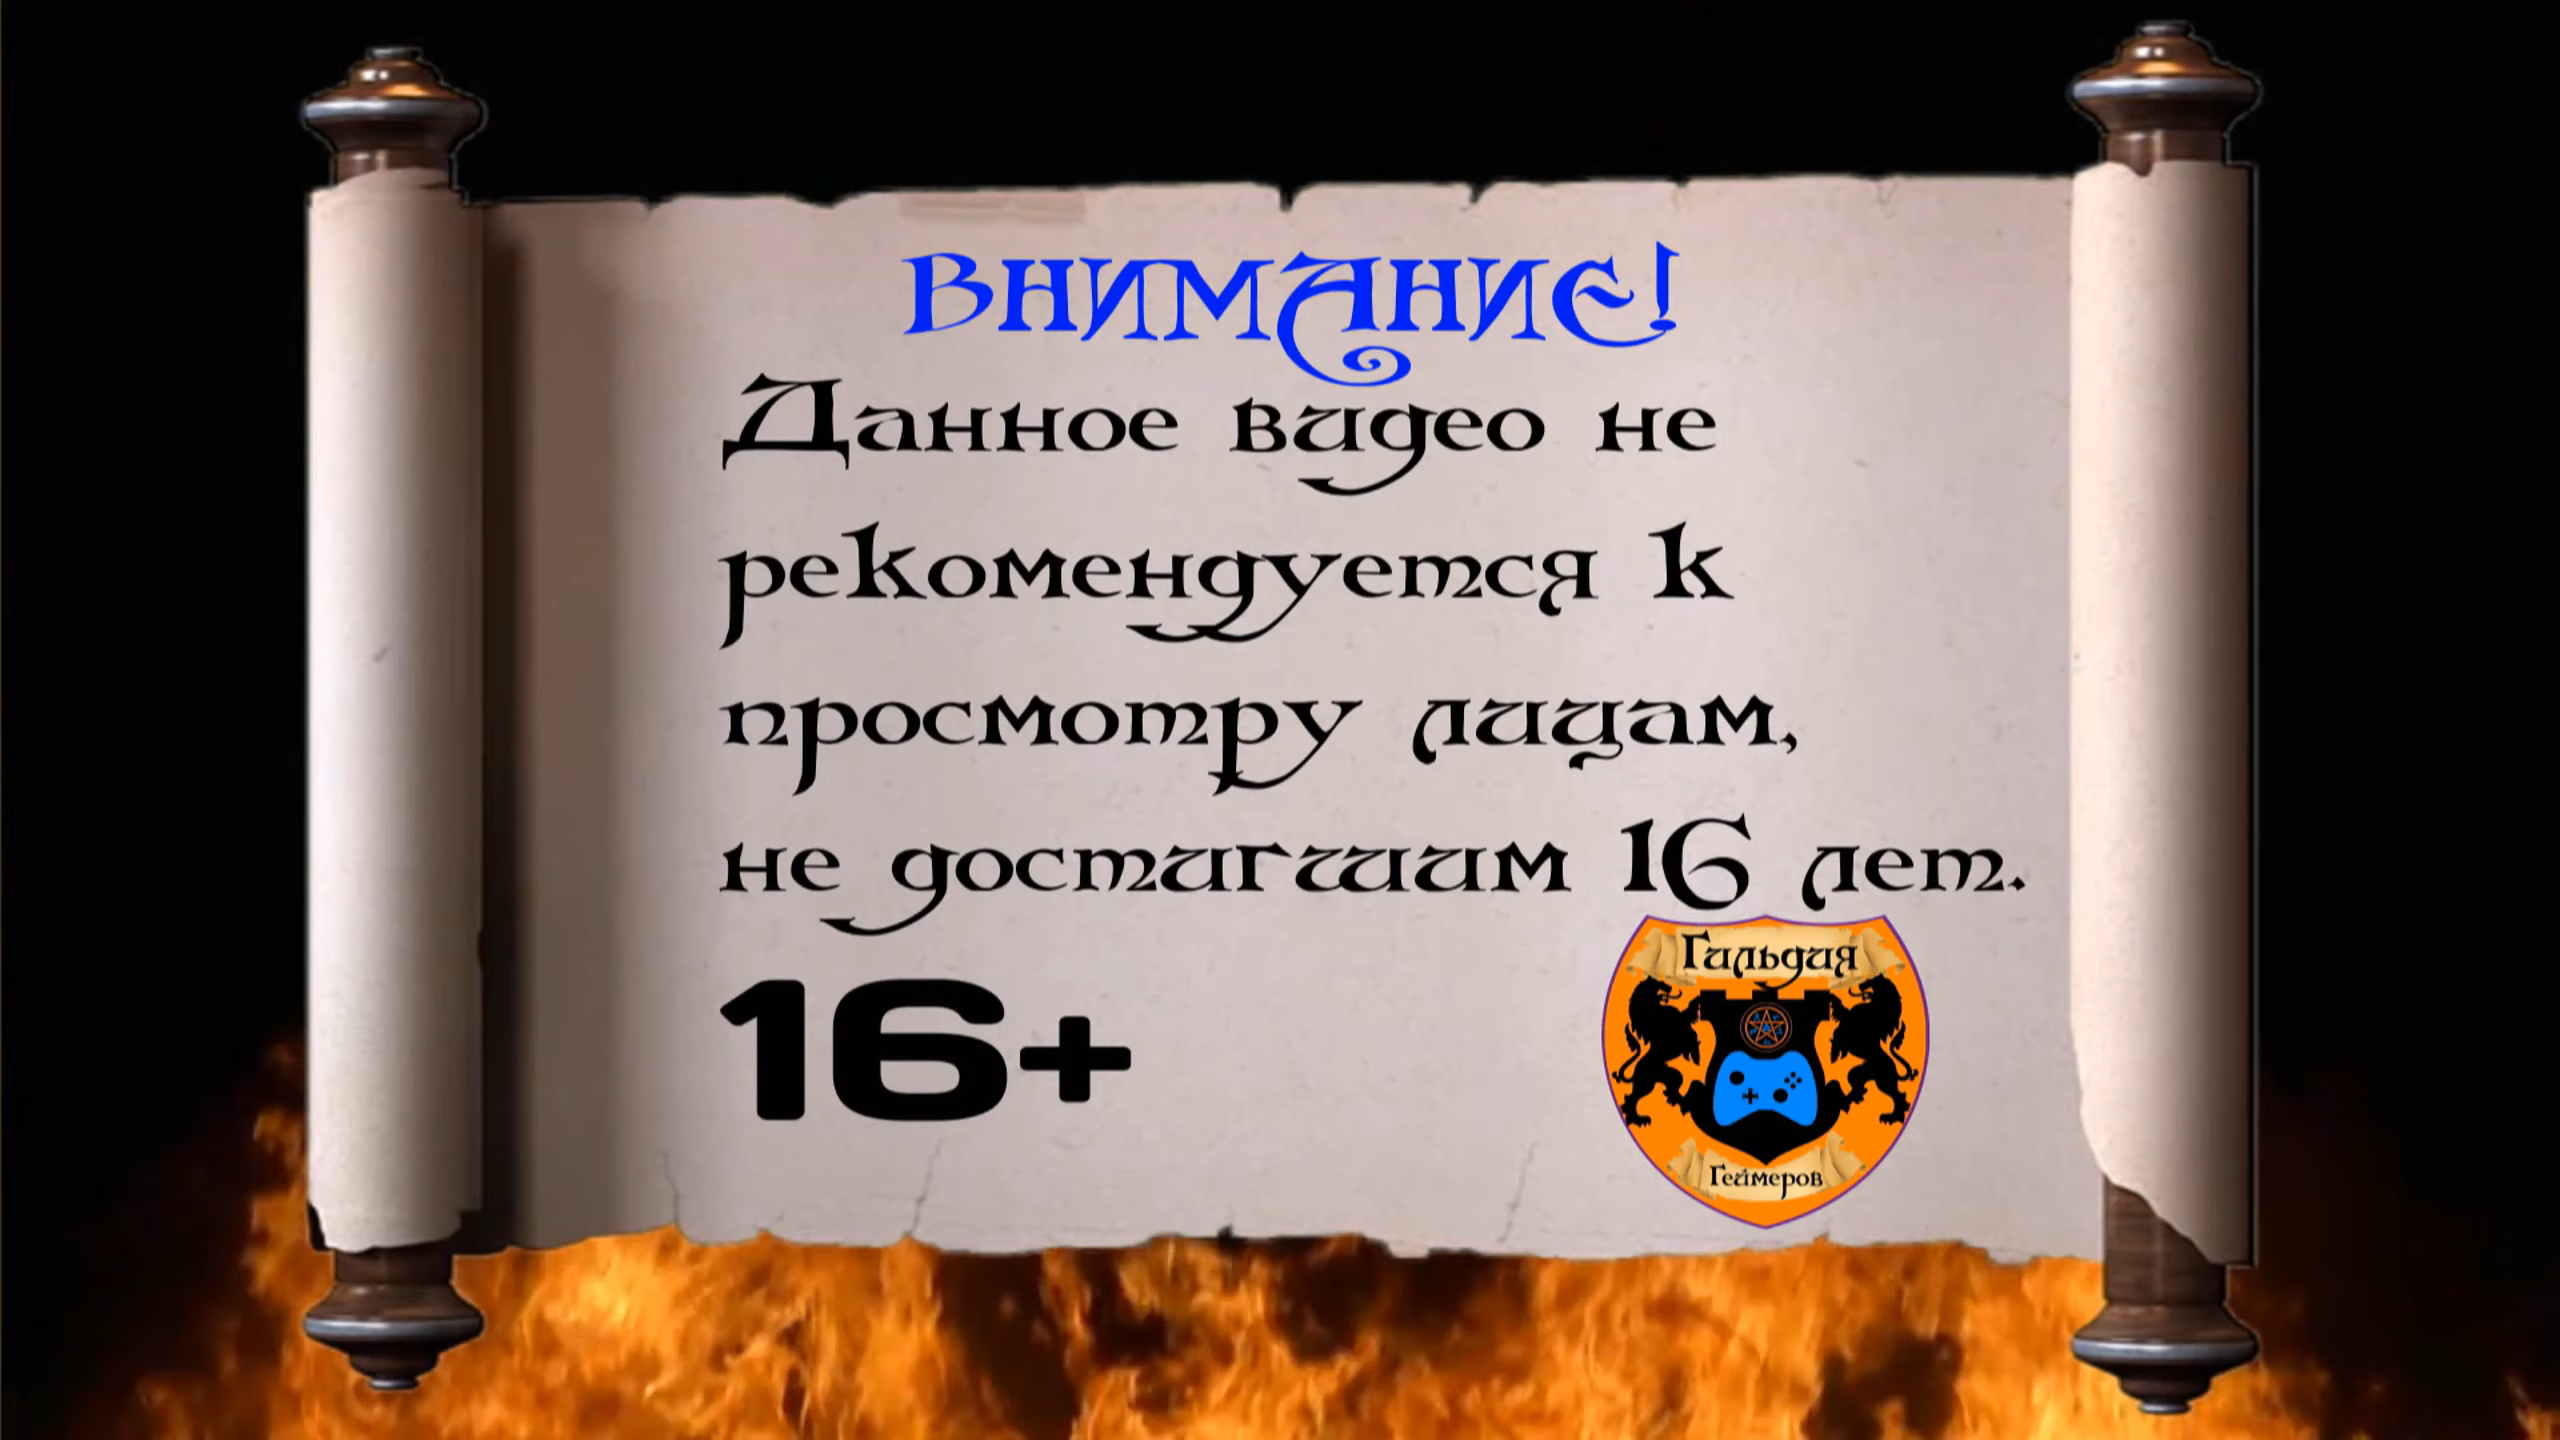 ВНИМАНИЕ!
Данное видео не
рекомендуется к
просмотру лицам,
не достигшим 16 лет.
16+
Гильдия
Геймеров